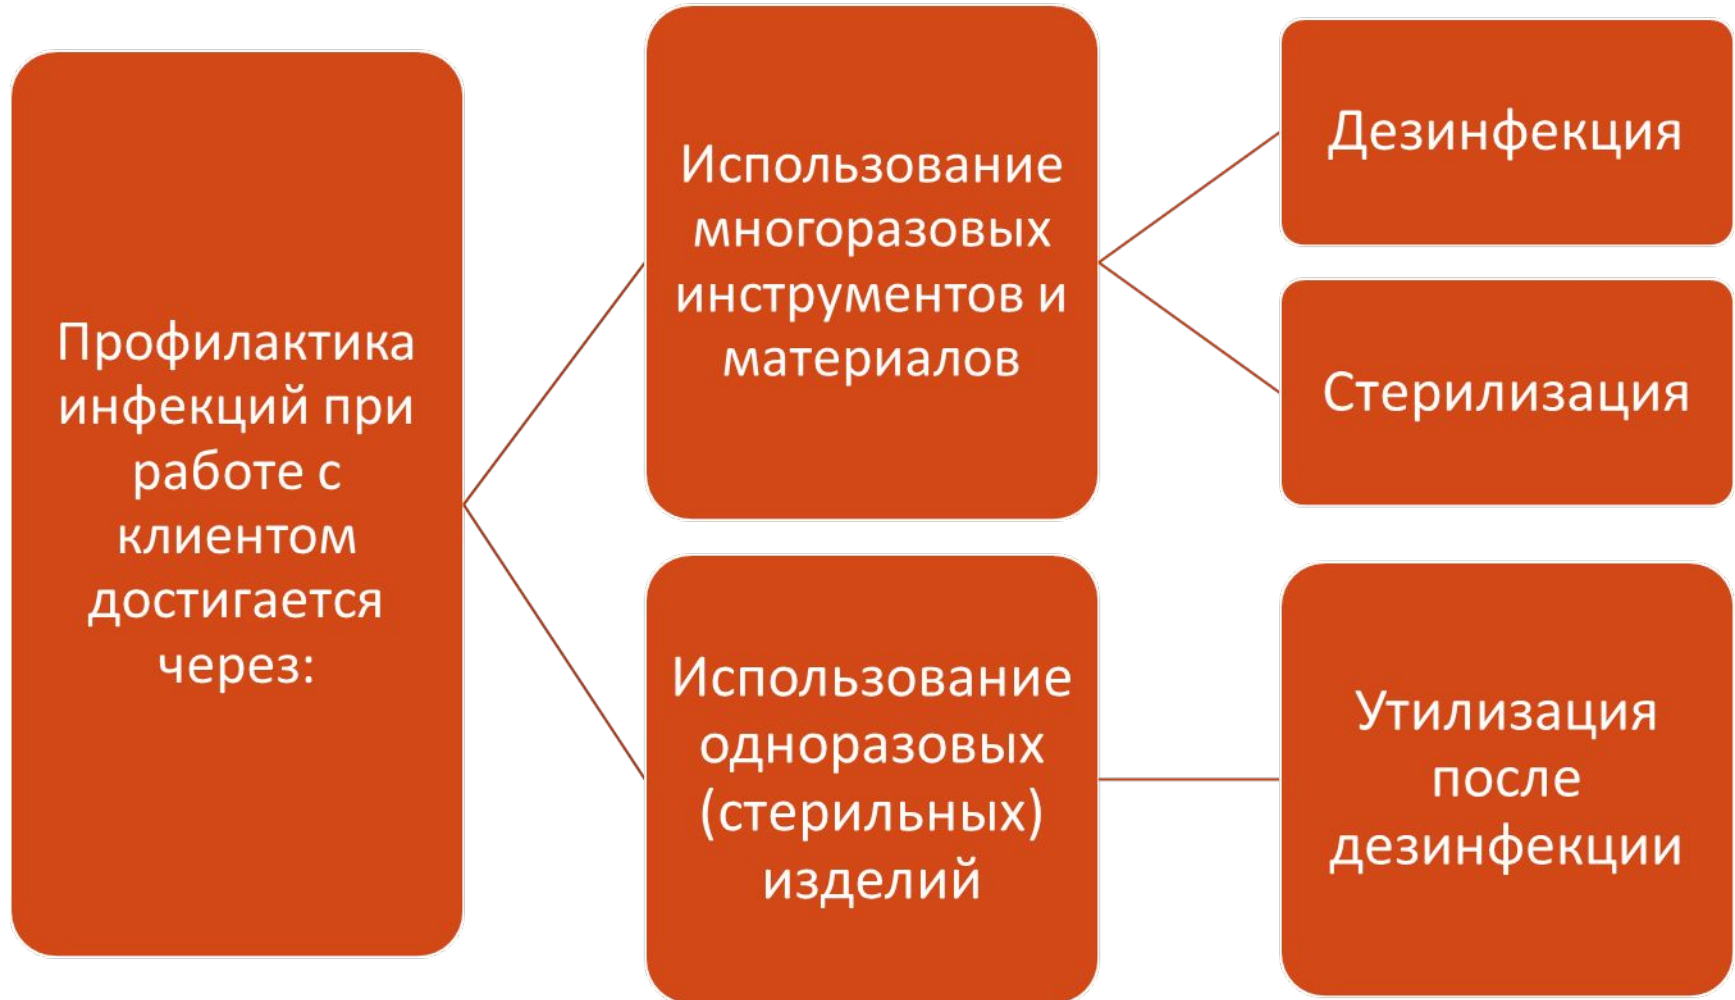 Профилактика
инфекций при
работе с
клиентом
достигается
через:
Использование
многоразовых
инструментов и
материалов
Дезинфекция
Стерилизация
Использование
одноразовых
(стерильных)
изделий
Утилизация
после
дезинфекции